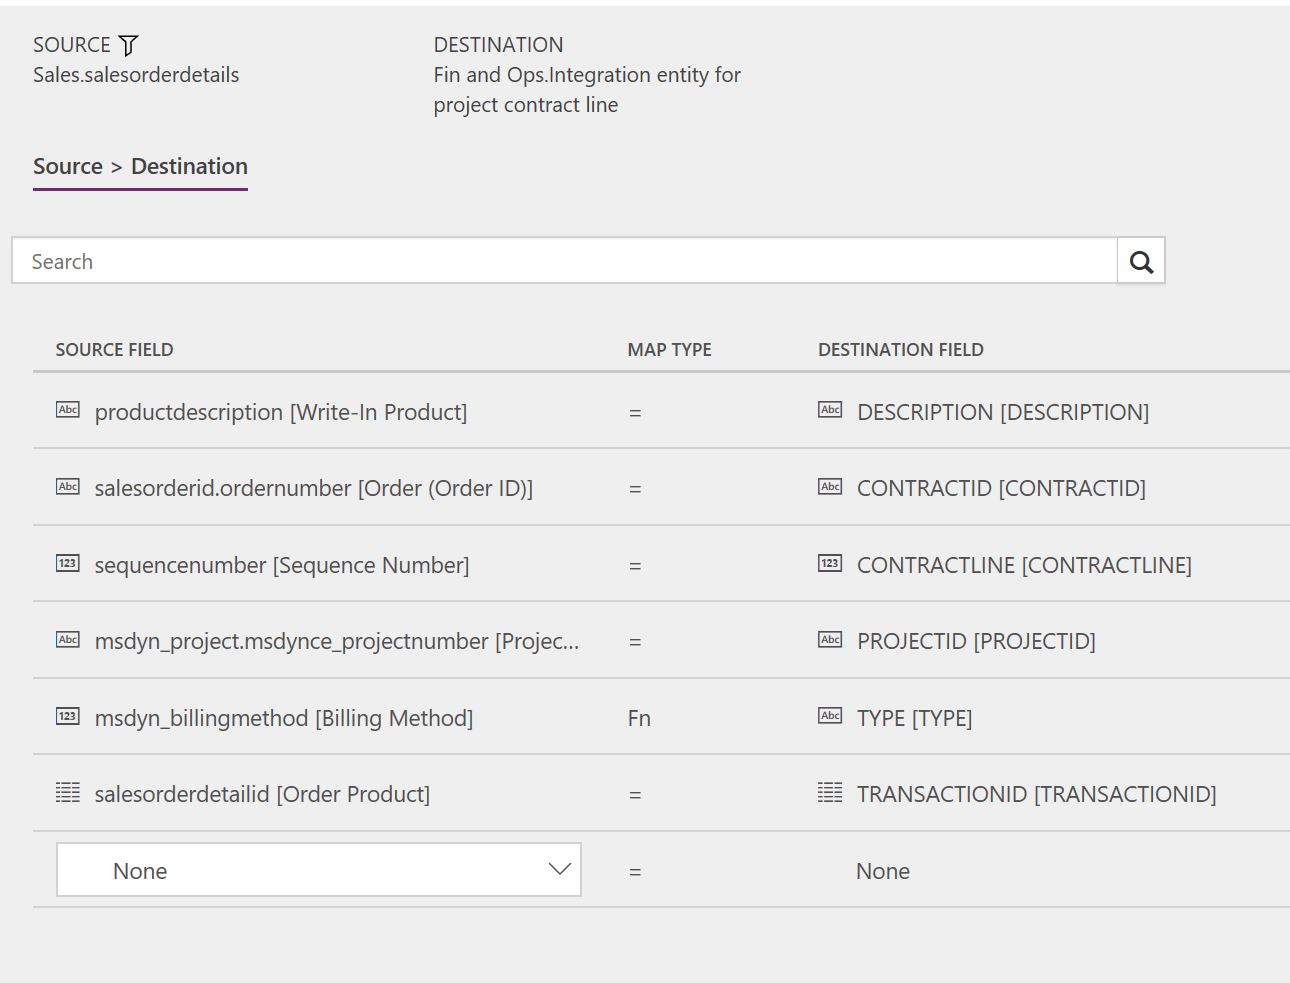 SOURCE
Sales.salesorderdetails
DESTINATION
Fin and Ops.Integration entity for
project contract line
Source > Destination
Search
SOURCE FIELD MAP TYPE DESTINATION FIELD
Abc productdescription [Write-In Product] = Abc DESCRIPTION [DESCRIPTION]
Abc salesorderid.ordernumber [Order (Order ID)] = Abc CONTRACTID [CONTRACTID]
123 sequencenumber [Sequence Number] = 123 CONTRACTLINE [CONTRACTLINE]
Abc msdyn_project.msdynce_projectnumber [Projec... = Abc PROJECTID [PROJECTID]
123 msdyn_billingmethod [Billing Method] Fn Abc TYPE [TYPE]
salesorderdetailid [Order Product] = TRANSACTIONID [TRANSACTIONID]
None = None